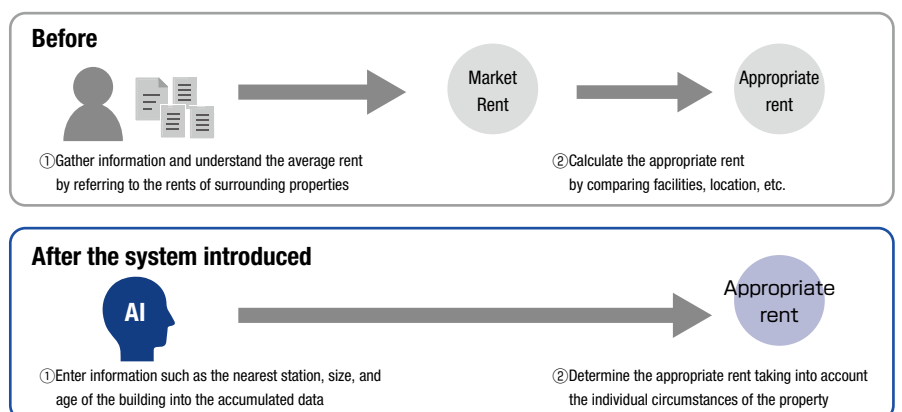 Before
Market
Rent
Appropriate
rent
①Gather information and understand the average rent
by referring to the rents of surrounding properties
②Calculate the appropriate rent
by comparing facilities, location, etc.
After the system introduced
AI
Appropriate
rent
①Enter information such as the nearest station, size, and
age of the building into the accumulated data
②Determine the appropriate rent taking into account
the individual circumstances of the property